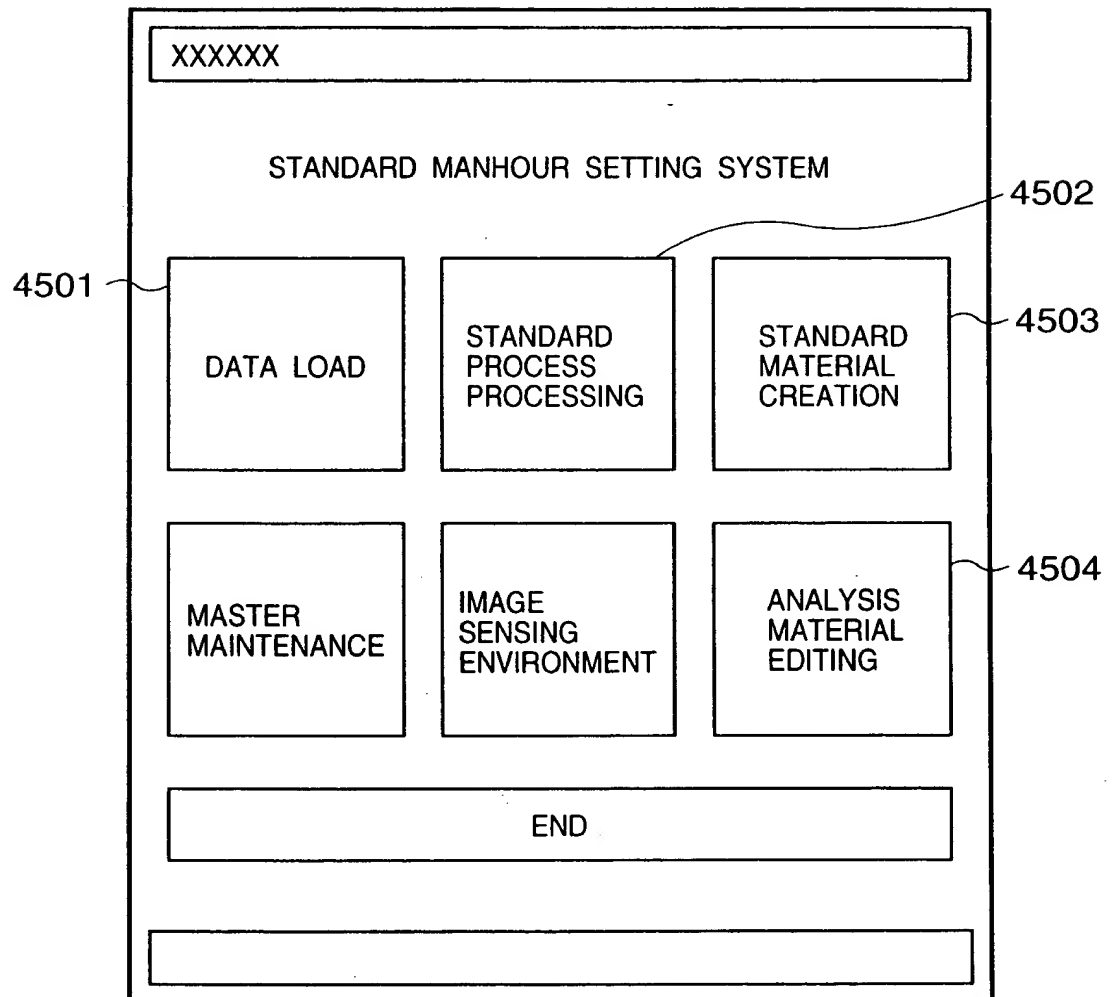 XXXXXX
STANDARD MANHOUR SETTING SYSTEM
4502
4501
DATA LOAD
STANDARD
PROCESS
PROCESSING
STANDARD
MATERIAL
CREATION
4503
MASTER
MAINTENANCE
IMAGE
SENSING
ENVIRONMENT
ANALYSIS
MATERIAL
EDITING
4504
END